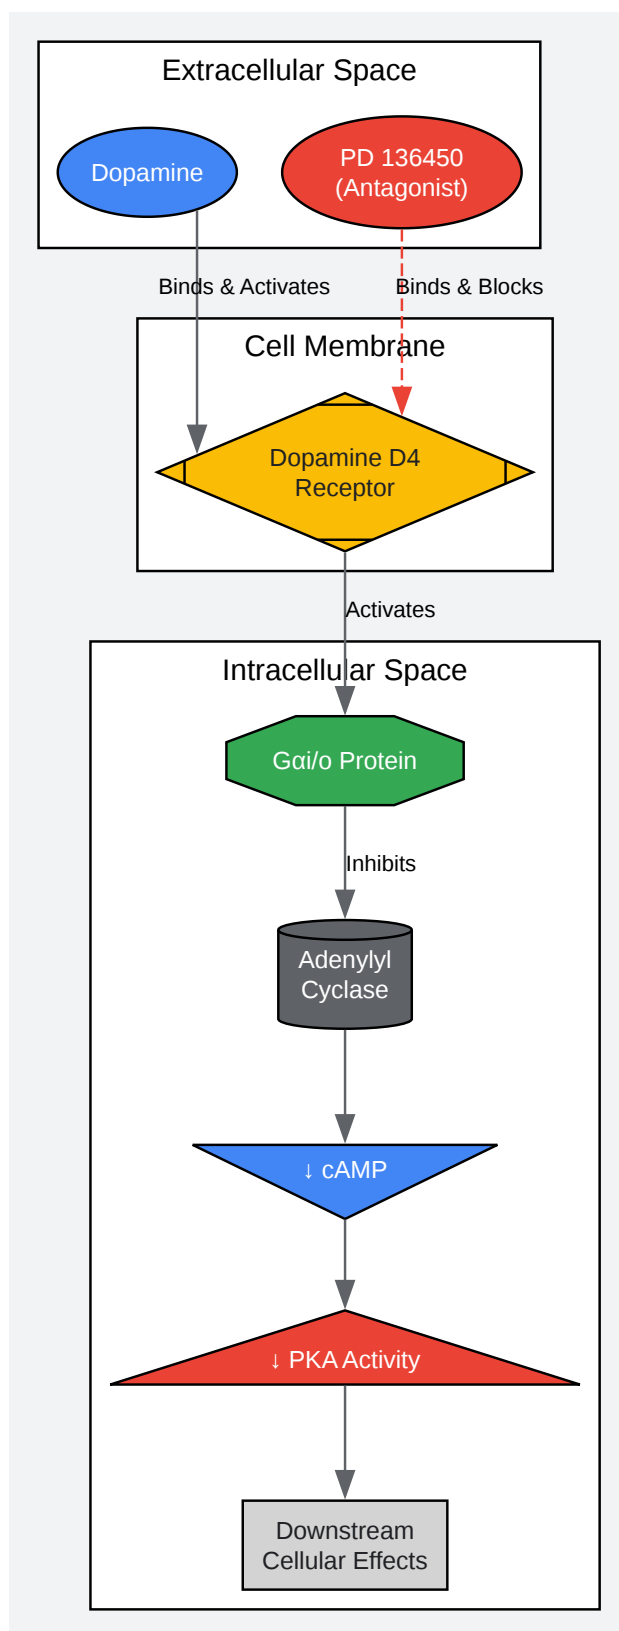 Extracellular Space
Dopamine
PD 136450
(Antagonist)
Binds & Activates
Binds & Blocks
Cell Membrane
Dopamine D4
Receptor
Activates
Intracellular Space
Gαi/o Protein
Inhibits
Adenylyl
Cyclase
↓ cAMP
↓ PKA Activity
Downstream
Cellular Effects